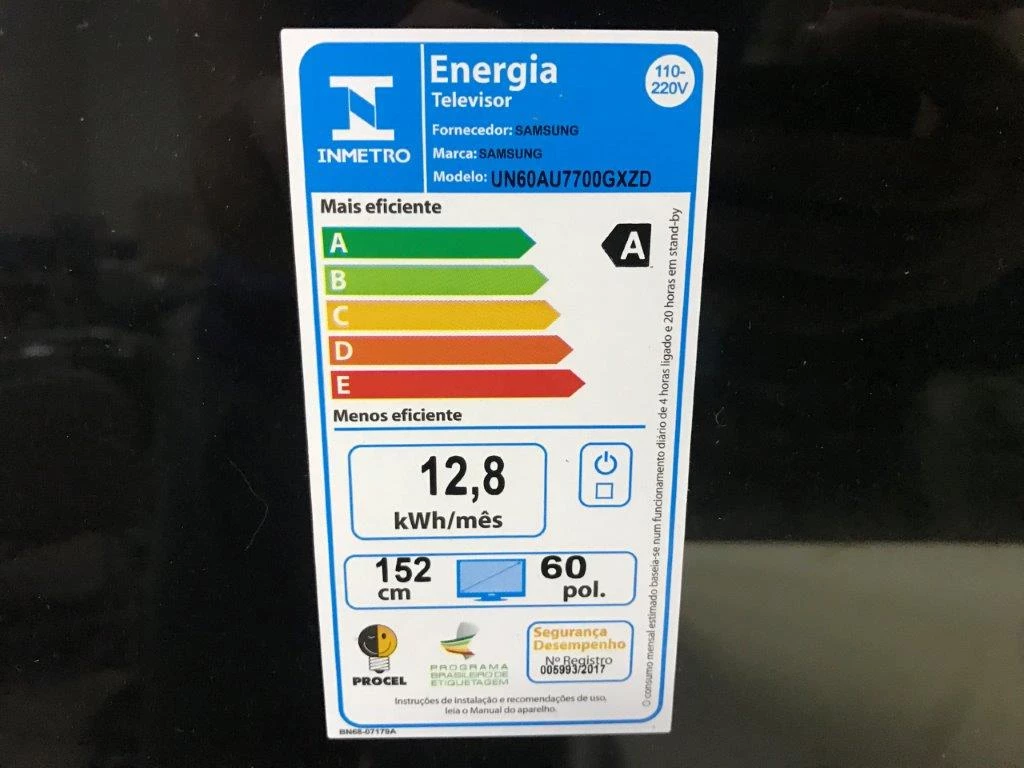 INMETRO
Energia
Televisor
110-
220V
Fornecedor: SAMSUNG
Marca: SAMSUNG
Modelo: UN60AU7700GXZD
Mais eficiente
A
A
B
C
D
E
Menos eficiente
12,8
kWh/mês
152
cm
60
pol.
PROCEL
PROGRAMA
BRASILEIRO DE
ETIQUETAGEM
Segurança
Desempenho
Nº Registro
005993/2017
Instruções de Instalação e recomendações de uso,
leia o Manual do aparelho.
O consumo mensal estimado baseia-se num funcionamento diário de 4 horas ligado e 20 horas em stand-by
BN68-07179A